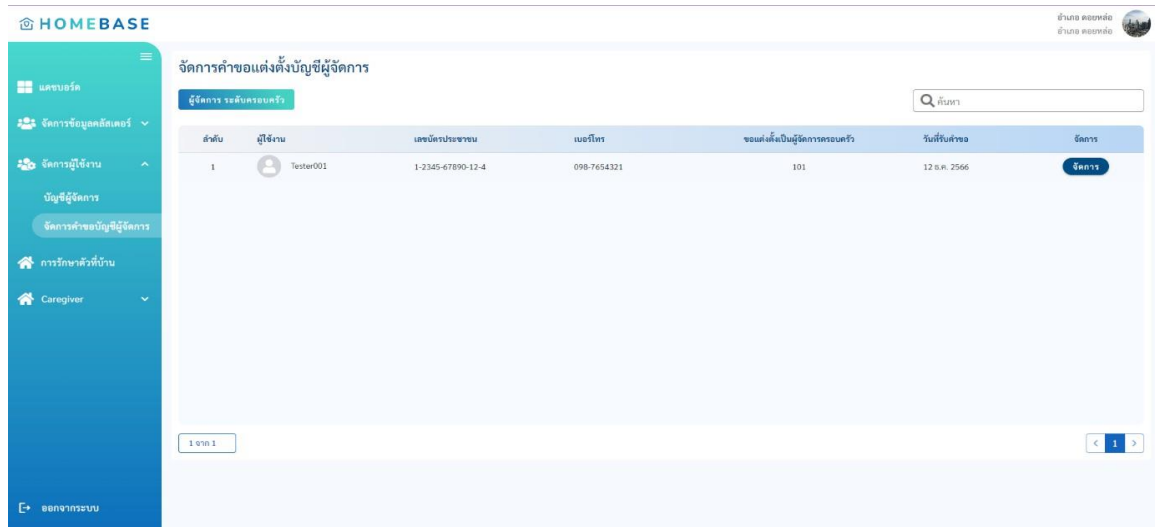 HOMEBASE
อำเภอ ดอยหล่อ
อำเภอ ดอยหล่อ
แดชบอร์ด
จัดการข้อมูลคลัสเตอร์
จัดการผู้ใช้งาน
บัญชีผู้จัดการ
จัดการคำขอบัญชีผู้จัดการ
การรักษาตัวที่บ้าน
Caregiver
ออกจากระบบ
จัดการคำขอแต่งตั้งบัญชีผู้จัดการ
ผู้จัดการ ระดับครอบครัว
ค้นหา
ลำดับ ผู้ใช้งาน เลขบัตรประชาชน เบอร์โทร ขอแต่งตั้งเป็นผู้จัดการครอบครัว วันที่รับคำขอ จัดการ
1 Tester001 1-2345-67890-12-4 098-7654321 101 12 ธ.ค. 2566 จัดการ
1 จาก 1
< 1 >